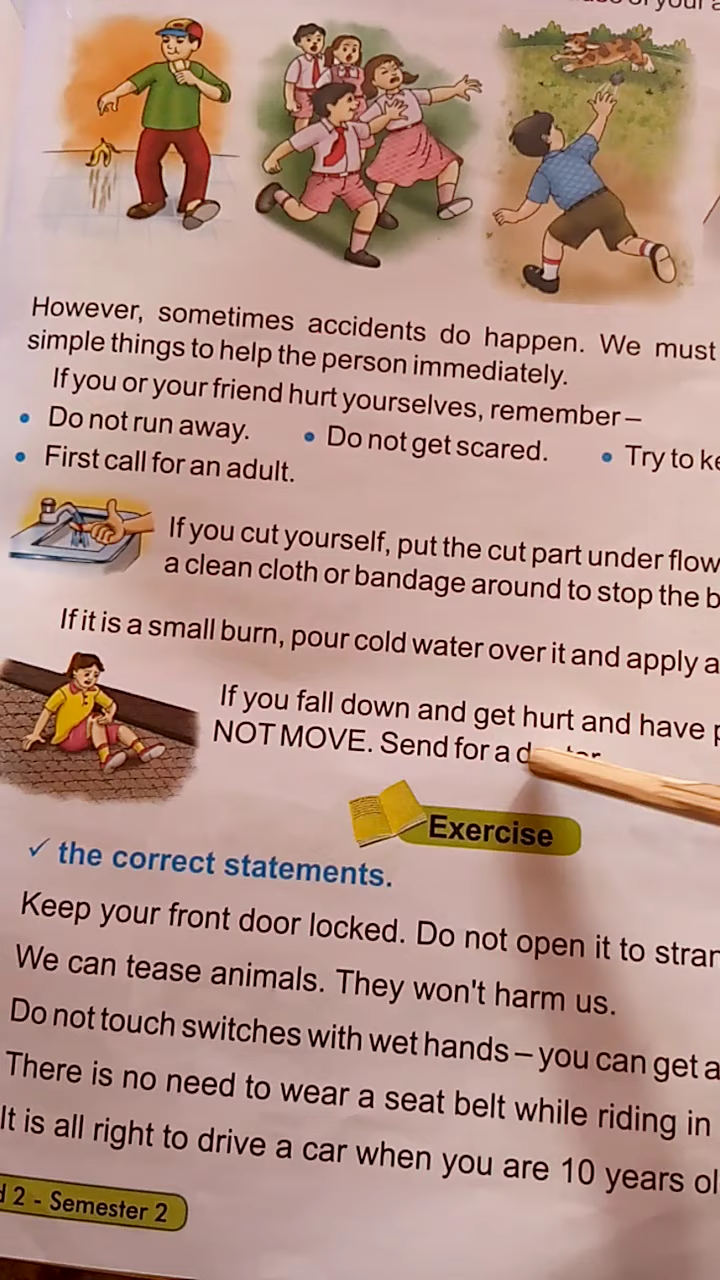 of your
However, sometimes accidents do happen. We must
simple things to help the person immediately.
If you or your friend hurt yourselves, remember –
• Do not run away. • Do not get scared. • Try to
• First call for an adult.
If you cut yourself, put the cut part under
a clean cloth or bandage around to stop the
If it is a small burn, pour cold water over it and apply
If you fall down and get hurt and have
NOT MOVE. Send for a
Exercise
✓ the correct statements.
Keep your front door locked. Do not open it to
We can tease animals. They won't harm us.
Do not touch switches with wet hands – you can get a
There is no need to wear a seat belt while riding in
It is all right to drive a car when you are 10 years
2 - Semester 2